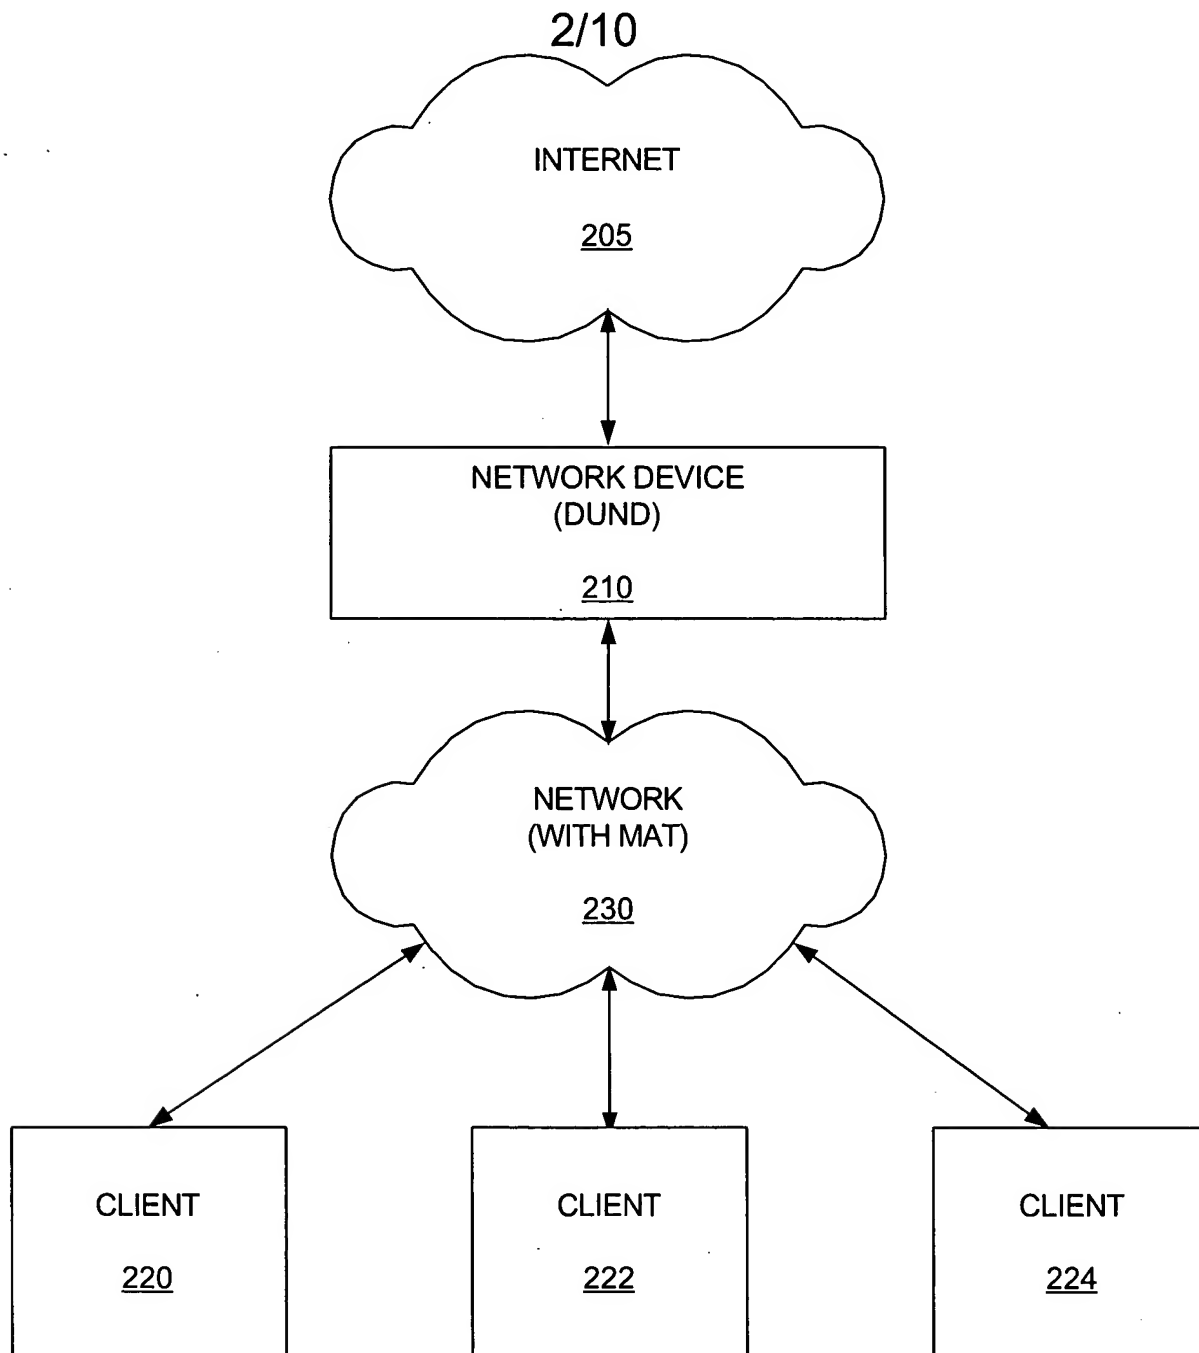 2/10
INTERNET
205
NETWORK DEVICE
(DUND)
210
NETWORK
(WITH MAT)
230
CLIENT
220
CLIENT
222
CLIENT
224